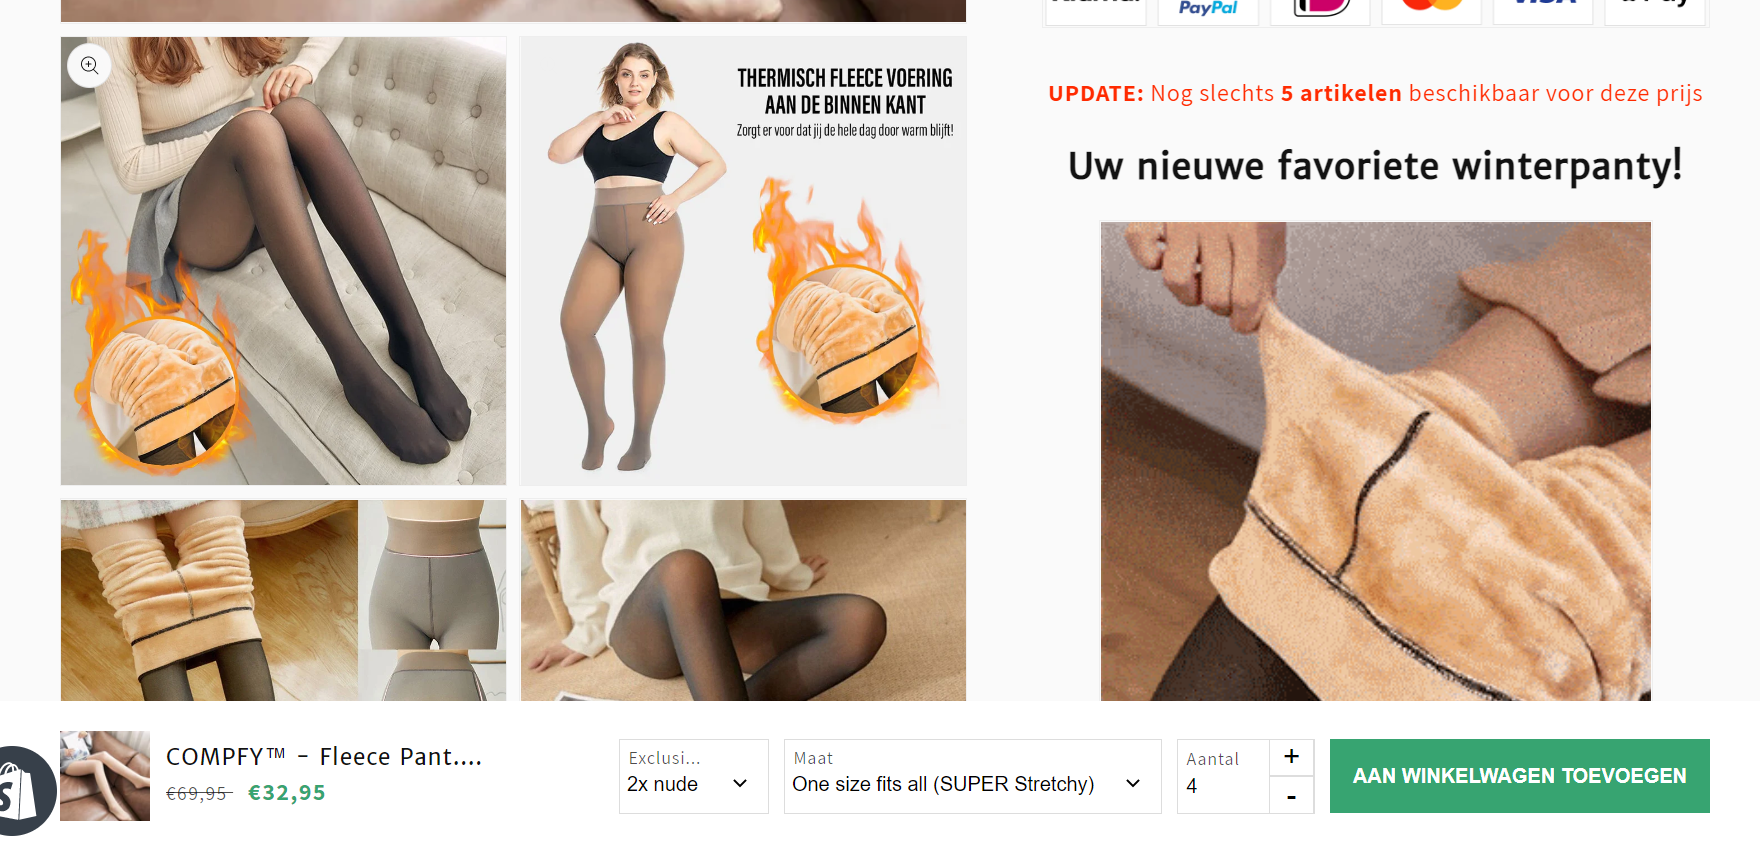 PayPal
UPDATE: Nog slechts 5 artikelen beschikbaar voor deze prijs
Uw nieuwe favoriete winterpanty!
THERMISCH FLEECE VOERING
AAN DE BINNEN KANT
Zorgt er voor dat jij de hele dag door warm blijft!
COMPFY™ - Fleece Pant....
€69,95 €32,95
Exclusi...
2x nude
Maat
One size fits all (SUPER Stretchy)
Aantal
4
+
-
AAN WINKELWAGEN TOEVOEGEN